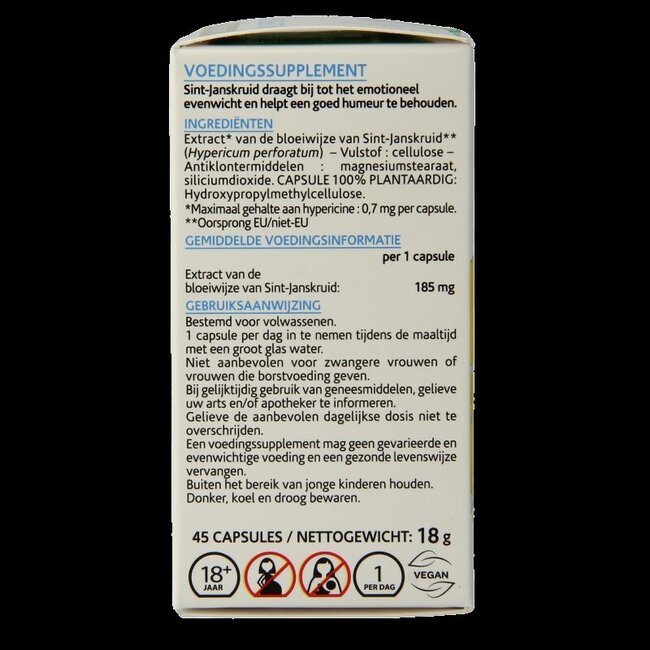 VOEDINGSSUPPLEMENT
Sint-Janskruid draagt bij tot het emotioneel
evenwicht en helpt een goed humeur te behouden.
INGREDIËNTEN
Extract* van de bloeiwijze van Sint-Janskruid**
(Hypericum perforatum) – Vulstof : cellulose –
Antiklontermiddelen : magnesiumstearaat,
siliciumdioxide. CAPSULE 100% PLANTAARDIG:
Hydroxypropylmethylcellulose.
*Maximaal gehalte aan hypericine : 0,7 mg per capsule.
**Oorsprong EU/niet-EU
GEMIDDELDE VOEDINGSINFORMATIE
per 1 capsule
Extract van de
bloeiwijze van Sint-Janskruid: 185 mg
GEBRUIKSAANWIJZING
Bestemd voor volwassenen.
1 capsule per dag in te nemen tijdens de maaltijd
met een groot glas water.
Niet aanbevolen voor zwangere vrouwen of
vrouwen die borstvoeding geven.
Bij gelijktijdig gebruik van geneesmiddelen, gelieve
uw arts en/of apotheker te informeren.
Gelieve de aanbevolen dagelijkse dosis niet te
overschrijden.
Een voedingssupplement mag geen gevarieerde en
evenwichtige voeding en een gezonde levenswijze
vervangen.
Buiten het bereik van jonge kinderen houden.
Donker, koel en droog bewaren.
45 CAPSULES / NETTOGEWICHT: 18 g
18+
JAAR
1
PER DAG
VEGAN